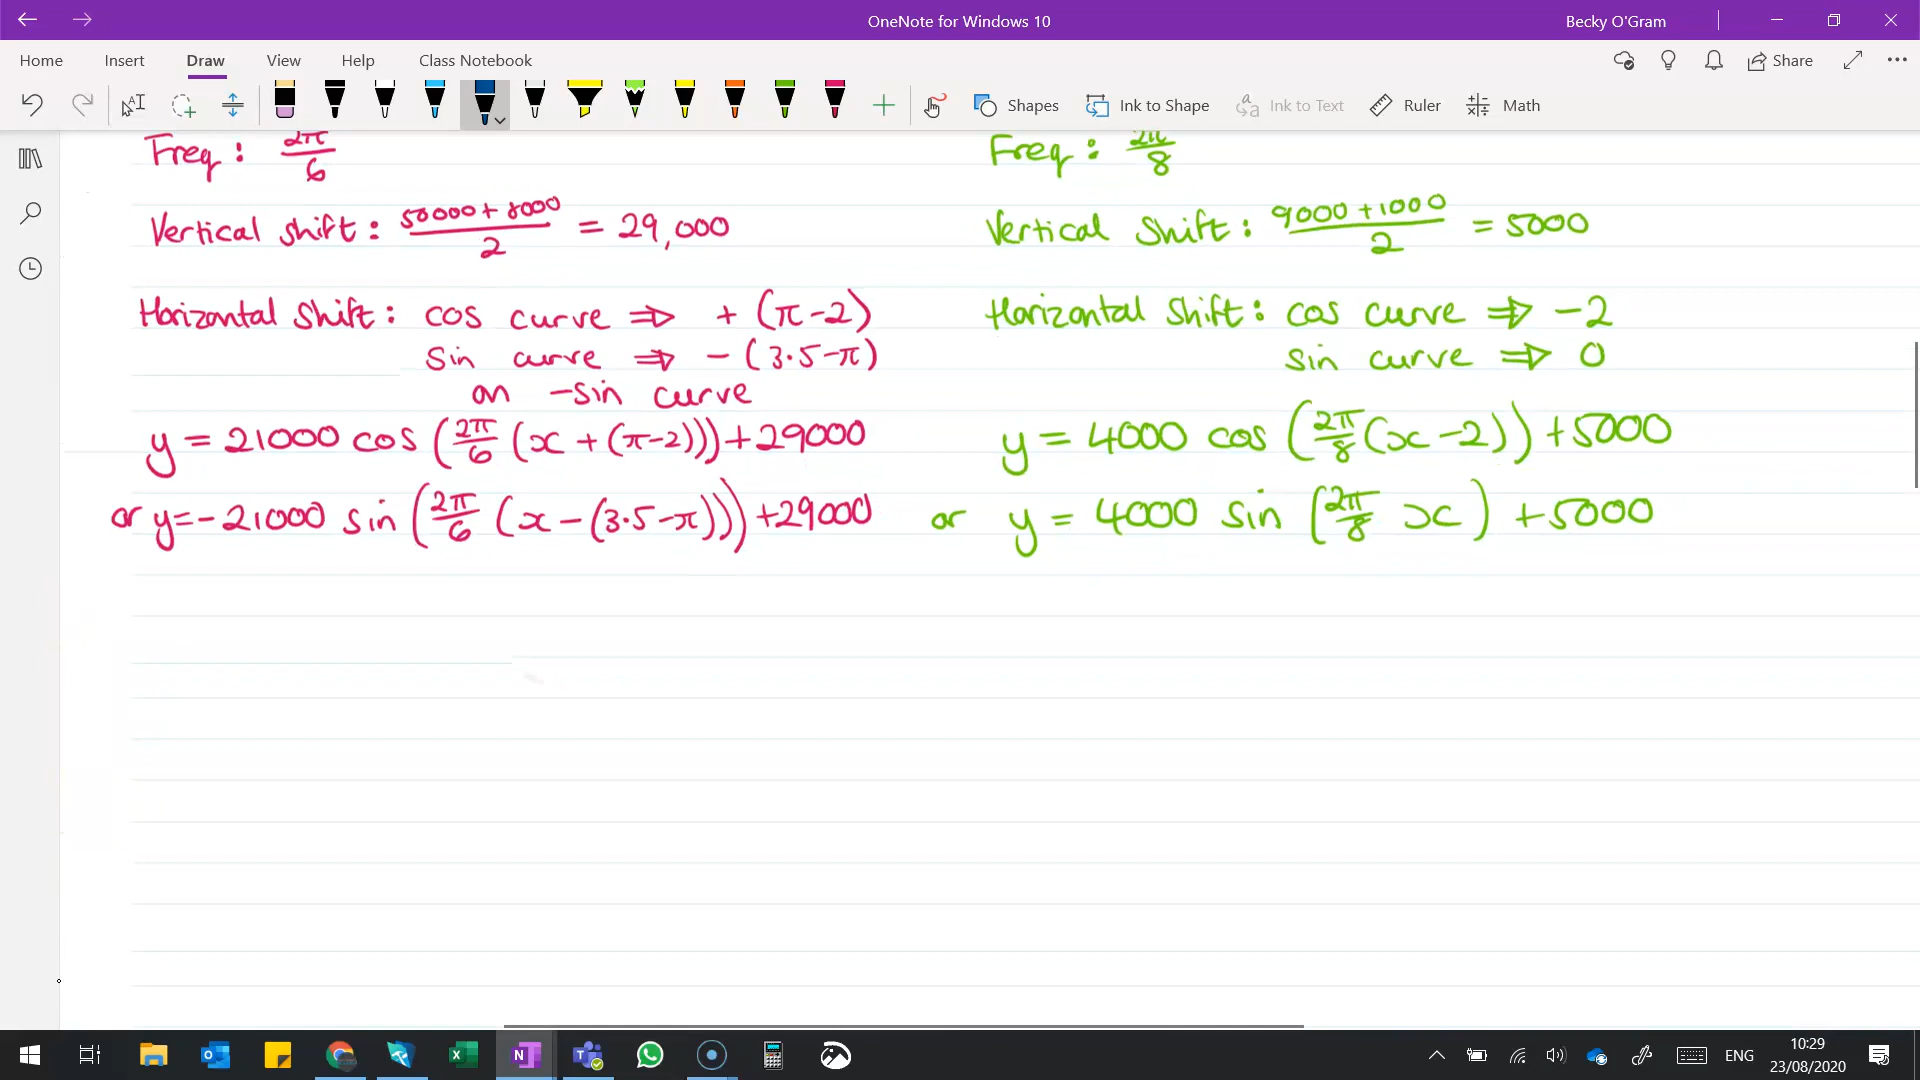 OneNote for Windows 10
Becky O'Gram
Home Insert Draw View Help Class Notebook
Share
Shapes Ink to Shape Ink to Text Ruler Math
Freq : 2π/6
Vertical shift : (50000 + 8000)/2 = 29,000
Horizontal shift : cos curve ⇒ + (π-2)
sin curve ⇒ - (3.5-π)
on -sin curve
y = 21000 cos (2π/6 (x + (π-2))) + 29000
or y = -21000 sin (2π/6 (x - (3.5-π))) + 29000
Freq : 2π/8
Vertical shift : (9000 + 1000)/2 = 5000
Horizontal shift : cos curve ⇒ -2
sin curve ⇒ 0
y = 4000 cos (2π/8 (x - 2)) + 5000
or y = 4000 sin (2π/8 x) + 5000
ENG
10:29
23/08/2020